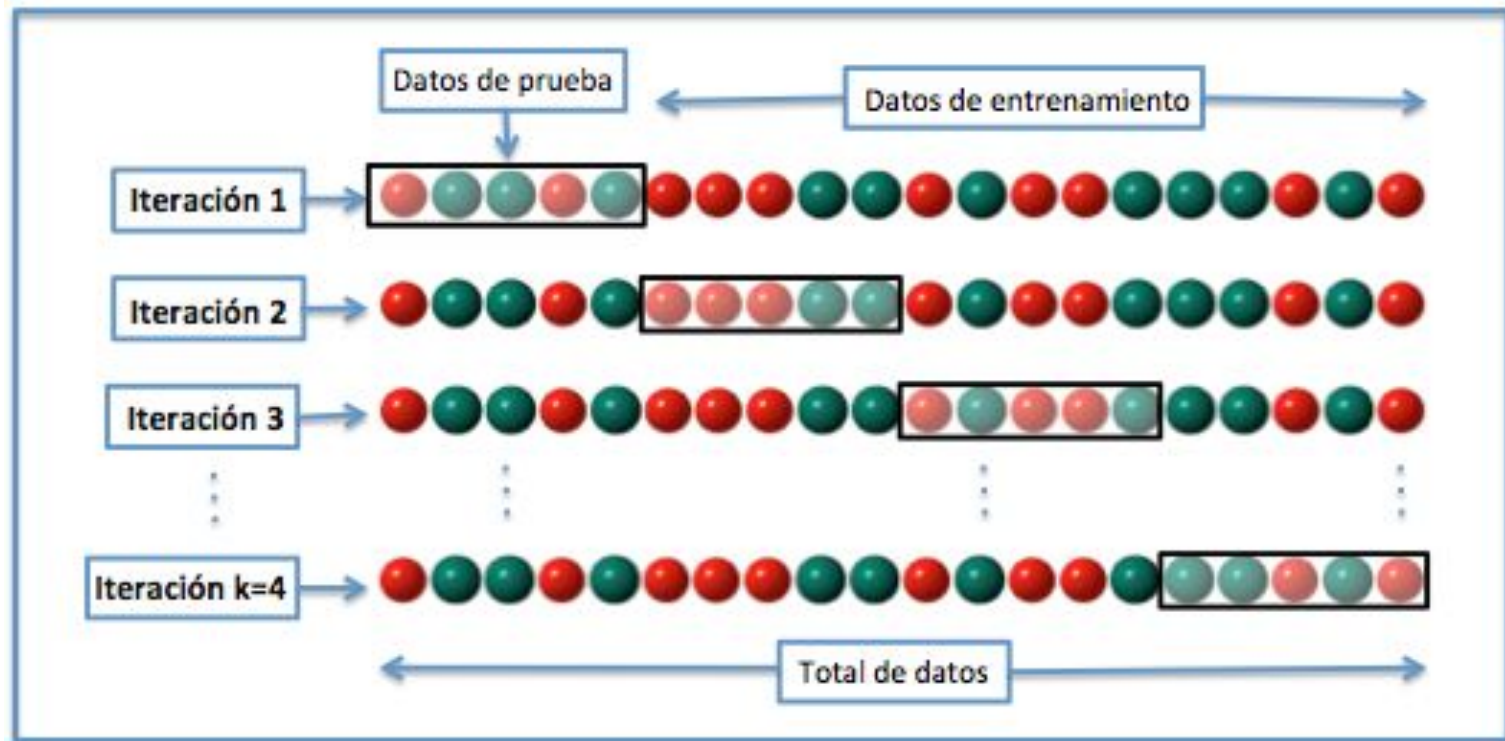 Datos de prueba
Datos de entrenamiento
Iteración 1
Iteración 2
Iteración 3
Iteración k=4
Total de datos